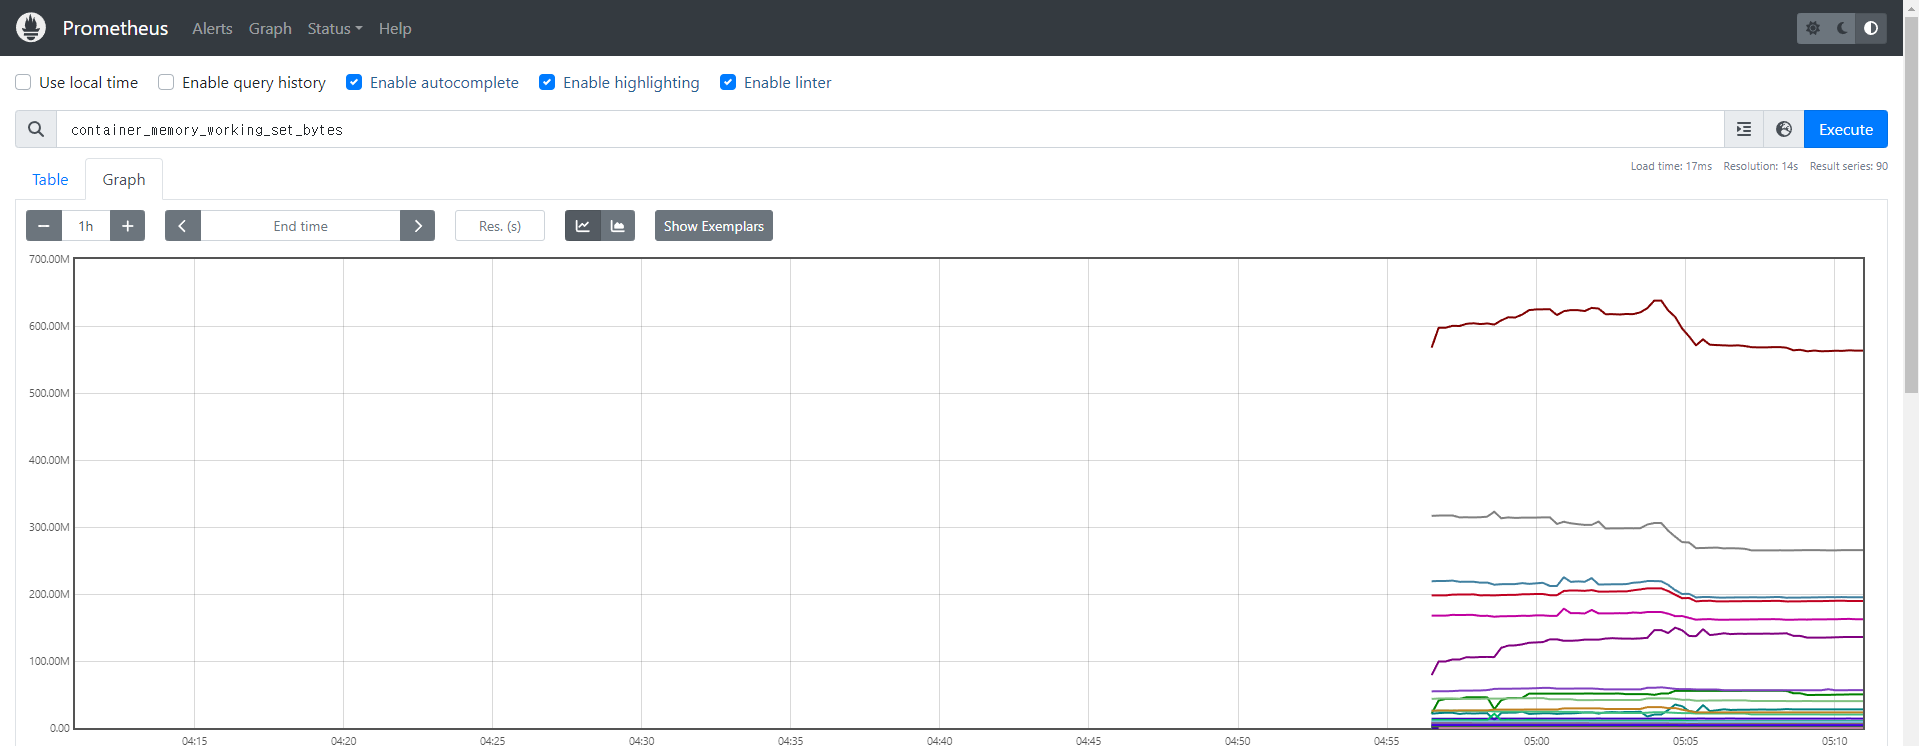 Prometheus Alerts Graph Status Help
Use local time Enable query history Enable autocomplete Enable highlighting Enable linter
container_memory_working_set_bytes Execute
Load time: 17ms Resolution: 14s Result series: 90
Table Graph
1h End time Res. (s) Show Exemplars
700.00M
600.00M
500.00M
400.00M
300.00M
200.00M
100.00M
0.00
04:15 04:20 04:25 04:30 04:35 04:40 04:45 04:50 04:55 05:00 05:05 05:10